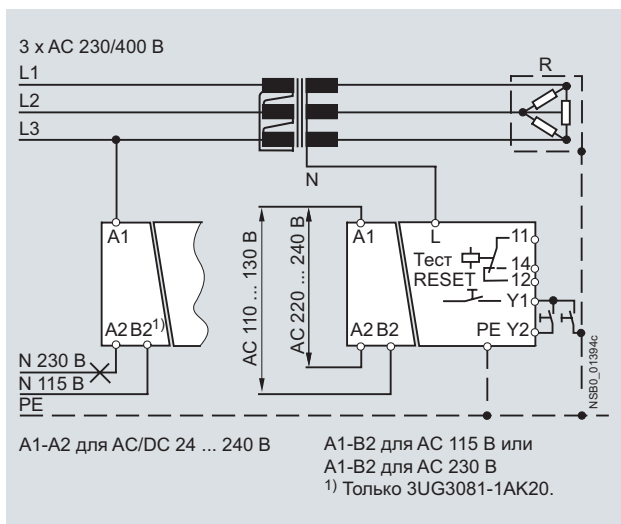 3 x AC 230/400 В
L1
L2
L3
R
N
A1
A2 B2 1)
AC 110 ... 130 В
AC 220 ... 240 В
A1
A2 B2
L
Тест
RESET
11
14
12
Y1
PE Y2
N 230 В
N 115 В
PE
NSB0_01394c
A1-A2 для AC/DC 24 ... 240 В
A1-B2 для AC 115 В или
A1-B2 для AC 230 В
1) Только 3UG3081-1AK20.